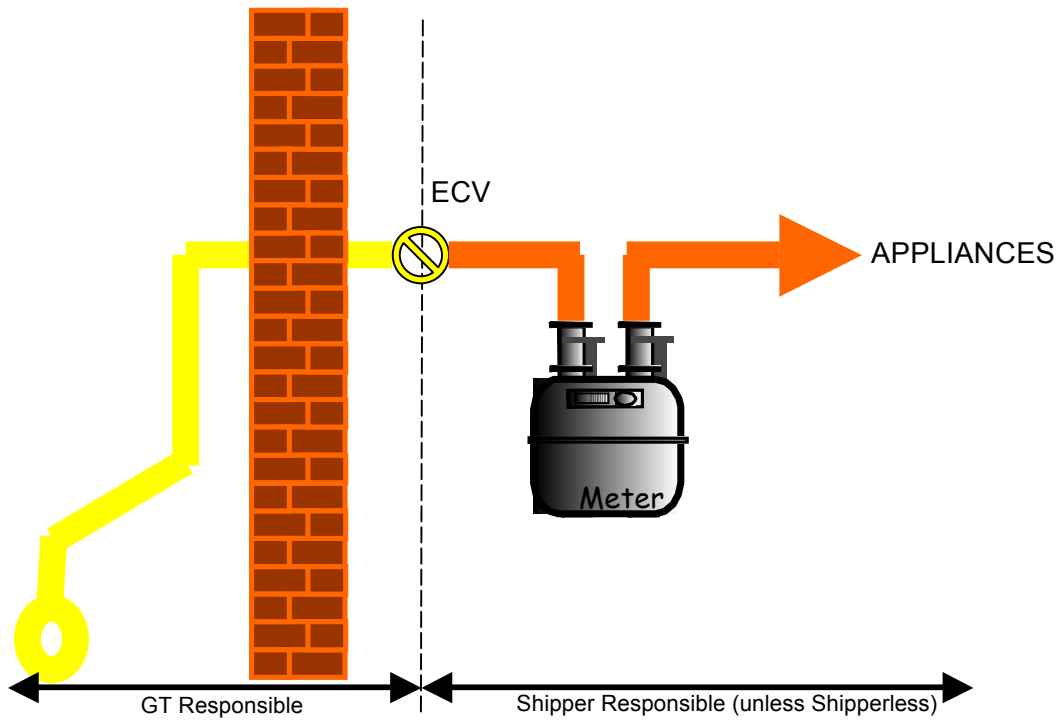 ECV
APPLIANCES
Meter
GT Responsible
Shipper Responsible (unless Shipperless)